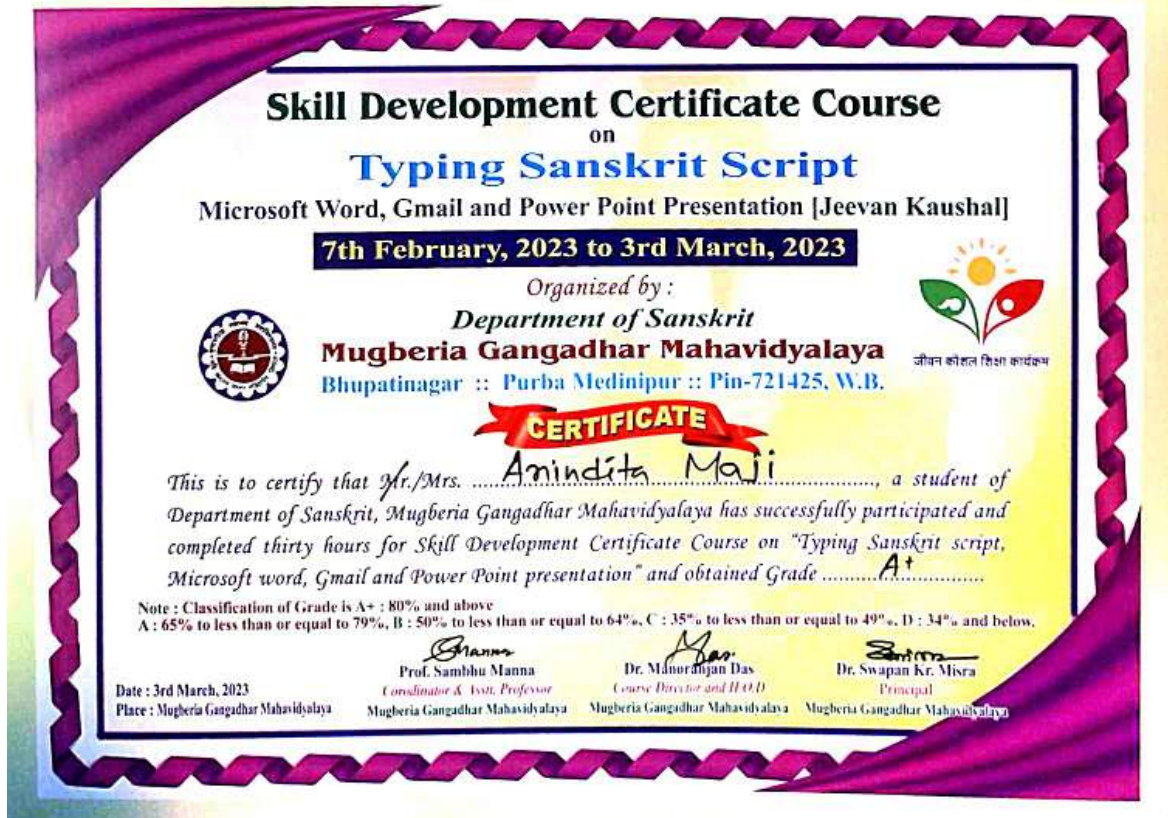 Skill Development Certificate Course
on
Typing Sanskrit Script
Microsoft Word, Gmail and Power Point Presentation [Jeevan Kaushal]
7th February, 2023 to 3rd March, 2023
Organized by :
Department of Sanskrit
Mugberia Gangadhar Mahavidyalaya
Bhupatinagar :: Purba Medinipur :: Pin-721425, W.B.
जीवन कौशल शिक्षा कार्यक्रम
CERTIFICATE
This is to certify that Mr./Mrs. Anindita Maji, a student of
Department of Sanskrit, Mugberia Gangadhar Mahavidyalaya has successfully participated and
completed thirty hours for Skill Development Certificate Course on "Typing Sanskrit script,
Microsoft word, Gmail and Power Point presentation" and obtained Grade A+
Note : Classification of Grade is A+ : 80% and above
A : 65% to less than or equal to 79%, B : 50% to less than or equal to 64%, C : 35% to less than or equal to 49%, D : 34% and below.
Prof. Sambhu Manna
Corodinator & Asstt. Professor
Mugberia Gangadhar Mahavidyalaya
Dr. Manoranjan Das
Course Director and H.O.D
Mugberia Gangadhar Mahavidyalaya
Dr. Swapan Kr. Misra
Principal
Mugberia Gangadhar Mahavidyalaya
Date : 3rd March, 2023
Place : Mugberia Gangadhar Mahavidyalaya